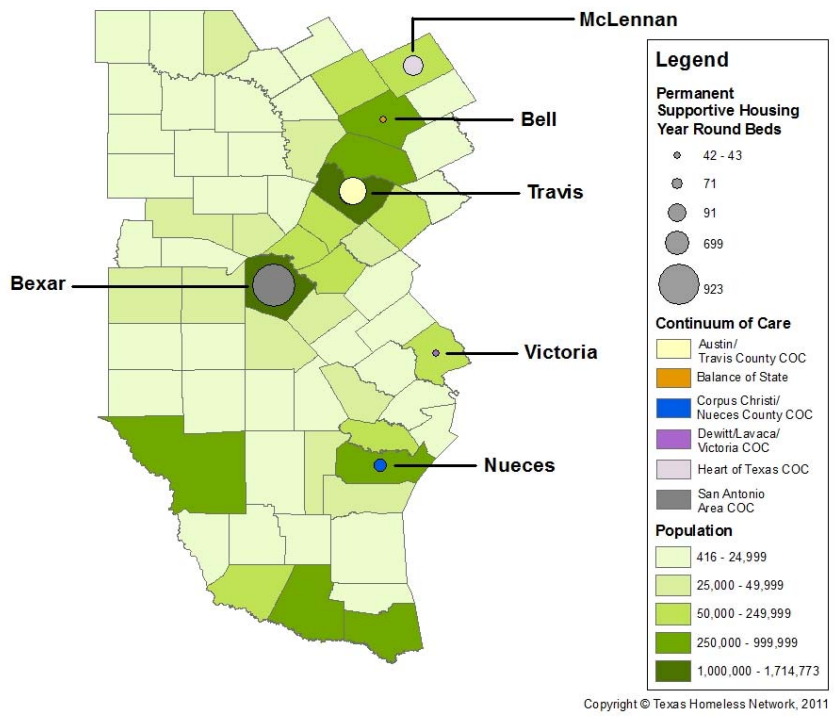 McLennan
Bell
Travis
Bexar
Victoria
Nueces
Legend
Permanent
Supportive Housing
Year Round Beds
42 - 43
71
91
699
923
Continuum of Care
Austin/
Travis County COC
Balance of State
Corpus Christi/
Nueces County COC
Dewitt/Lavaca/
Victoria COC
Heart of Texas COC
San Antonio
Area COC
Population
416 - 24,999
25,000 - 49,999
50,000 - 249,999
250,000 - 999,999
1,000,000 - 1,714,773
Copyright © Texas Homeless Network, 2011